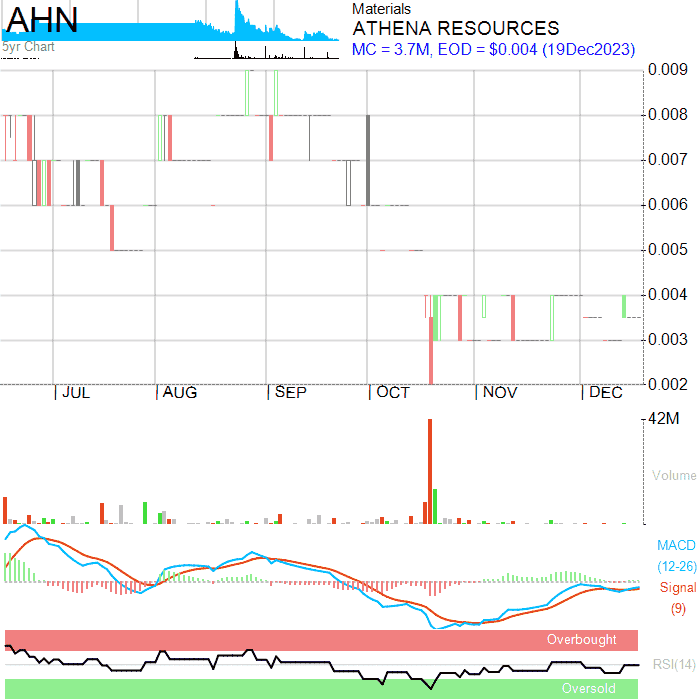 AHN
5yr Chart
Materials
ATHENA RESOURCES
MC = 3.7M, EOD = $0.004 (19Dec2023)
0.009
0.008
0.007
0.006
0.005
0.004
0.003
0.002
JUL
AUG
SEP
OCT
NOV
DEC
42M
Volume
MACD
(12-26)
Signal
(9)
Overbought
RSI(14)
Oversold